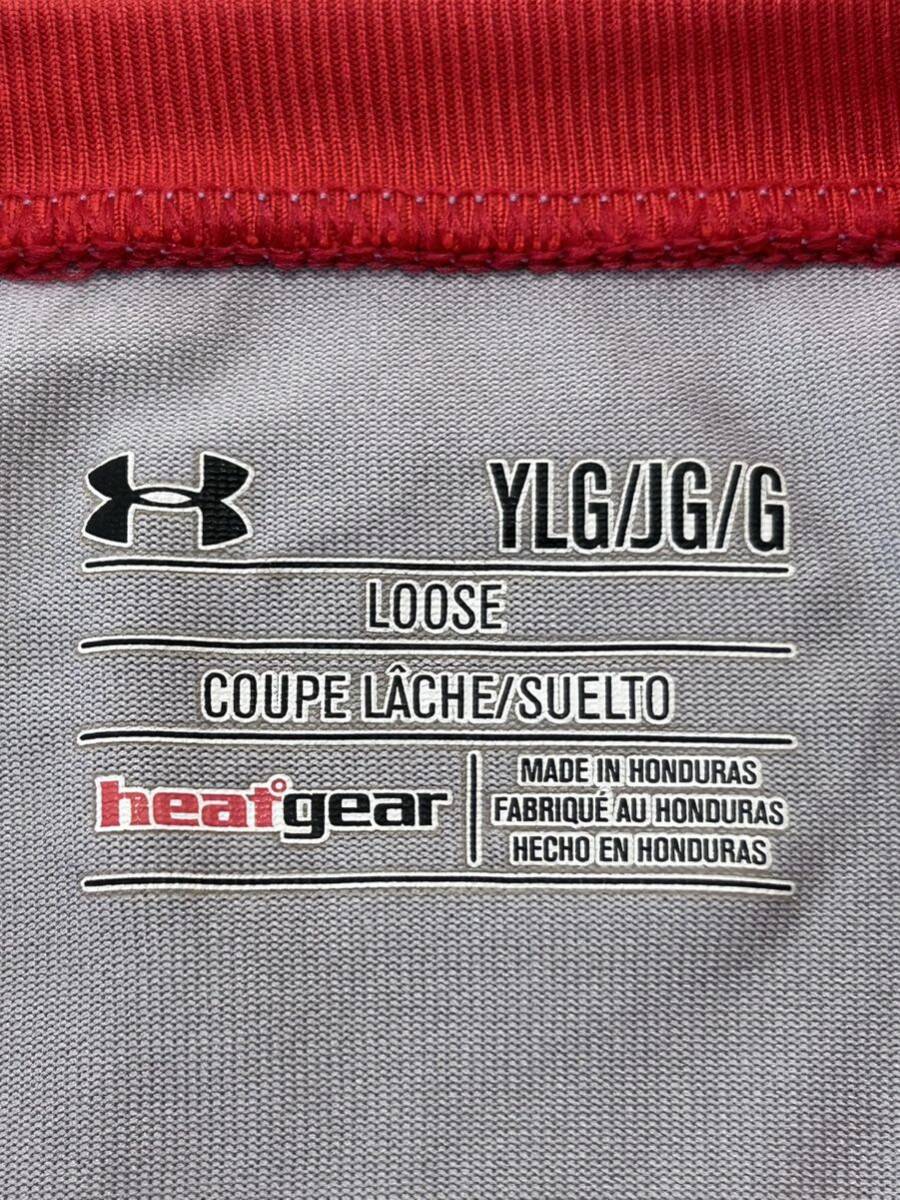 YLG/JG/G
LOOSE
COUPE LÂCHE/SUELTO
heatgear
MADE IN HONDURAS
FABRIQUÉ AU HONDURAS
HECHO EN HONDURAS